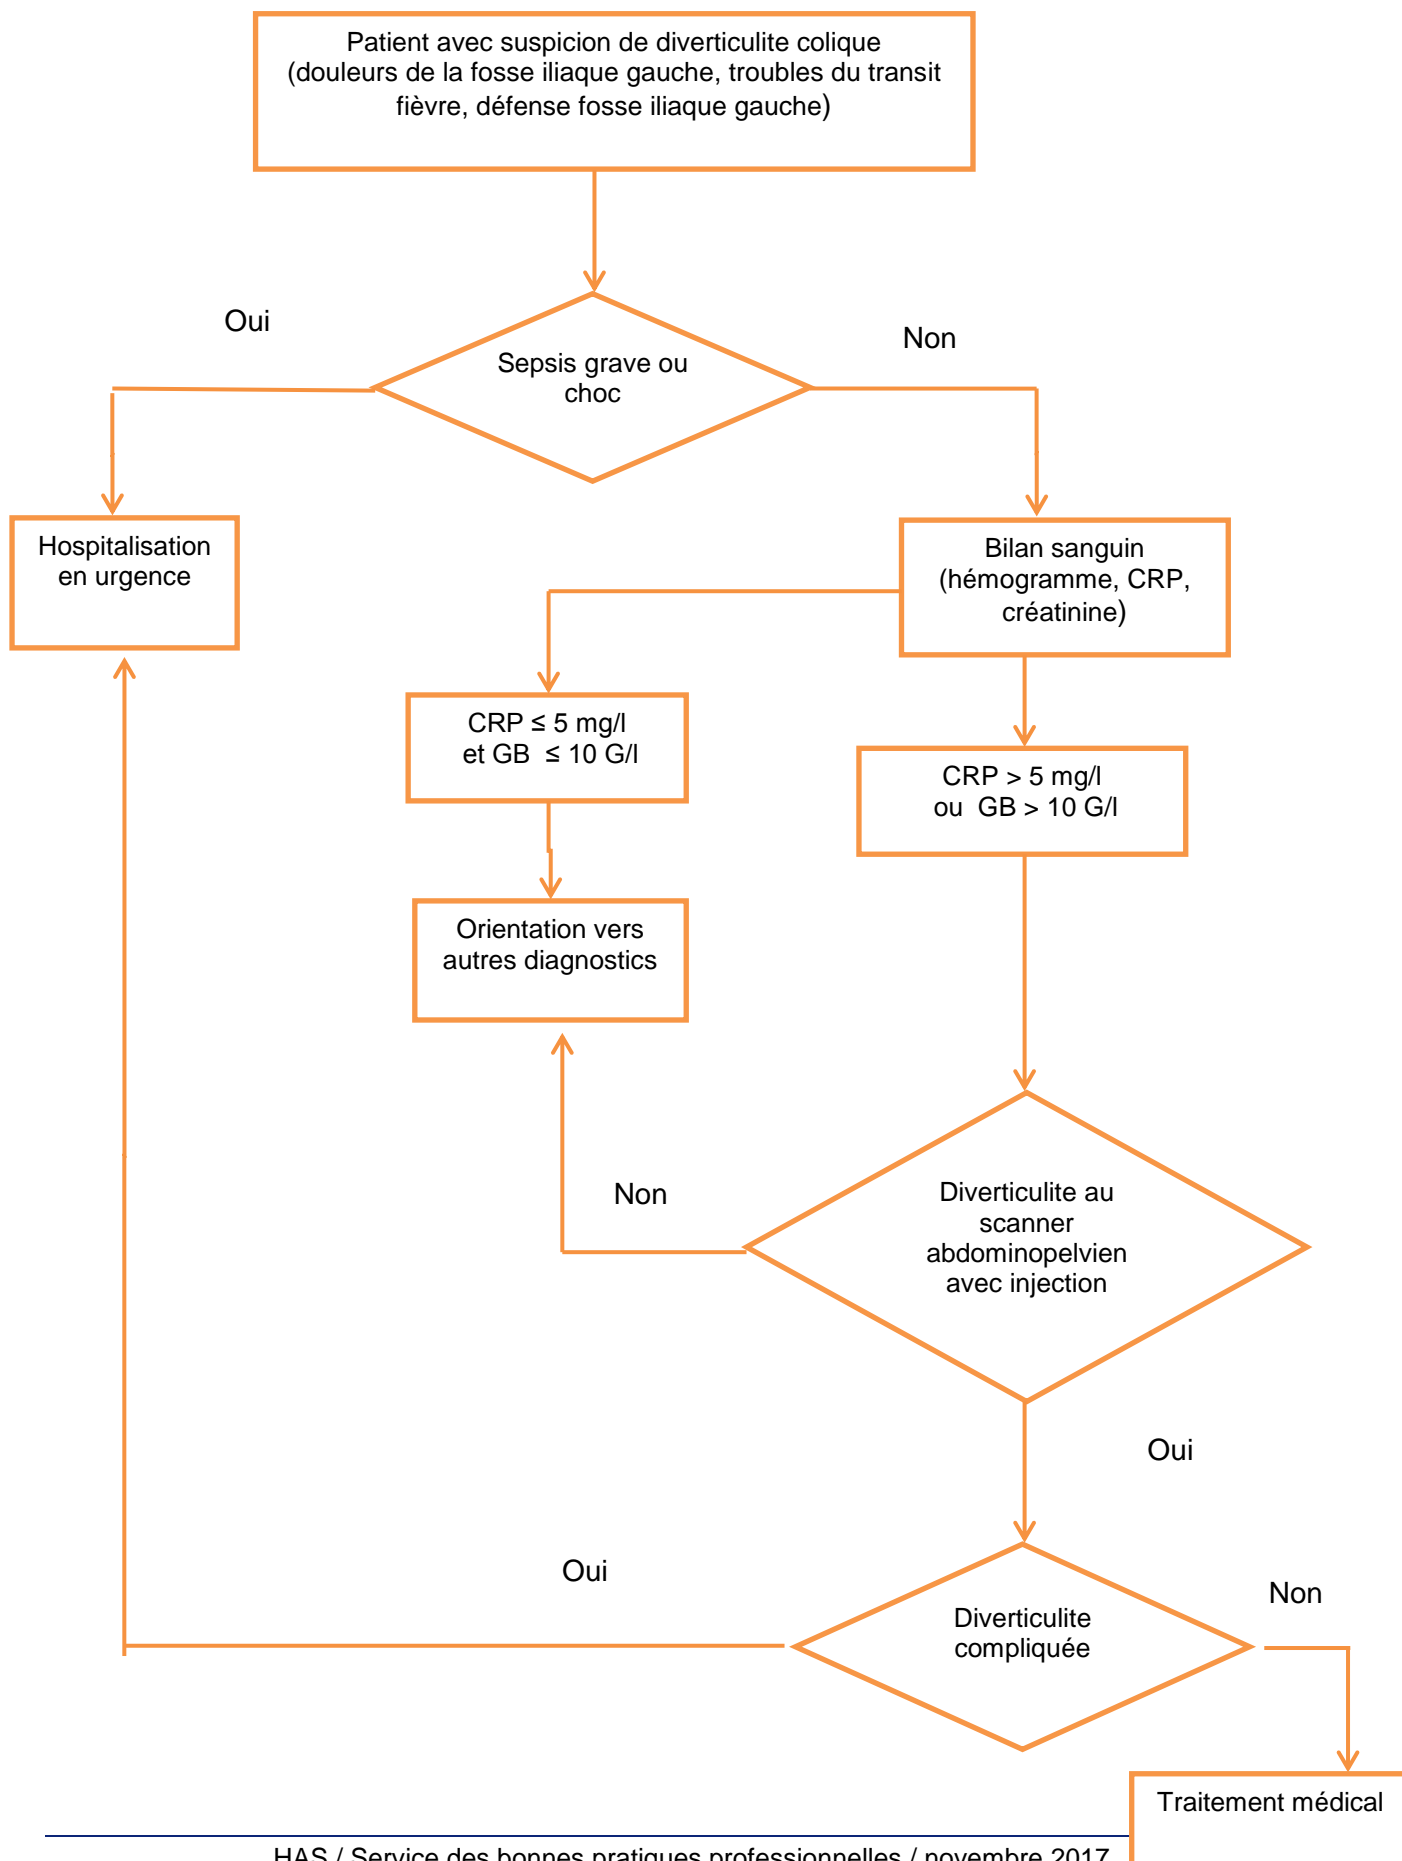 Patient avec suspicion de diverticulite colique
(douleurs de la fosse iliaque gauche, troubles du transit
fièvre, défense fosse iliaque gauche)
Oui
Non
Sepsis grave ou
choc
Hospitalisation
en urgence
Bilan sanguin
(hémogramme, CRP,
créatinine)
CRP ≤ 5 mg/l
et GB ≤ 10 G/l
CRP > 5 mg/l
ou GB > 10 G/l
Orientation vers
autres diagnostics
Non
Diverticulite au
scanner
abdominopelvien
avec injection
Oui
Oui
Non
Diverticulite
compliquée
Traitement médical
HAS / Service des bonnes pratiques professionnelles / novembre 2017